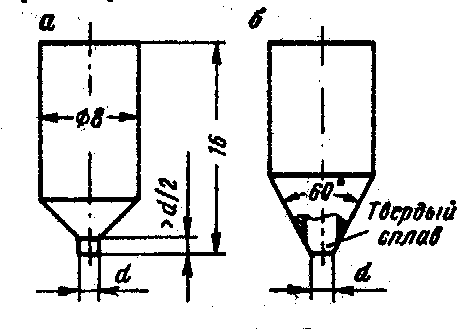 а
б
Ф8
16
>d/2
60°
Твердый
сплав
d
d